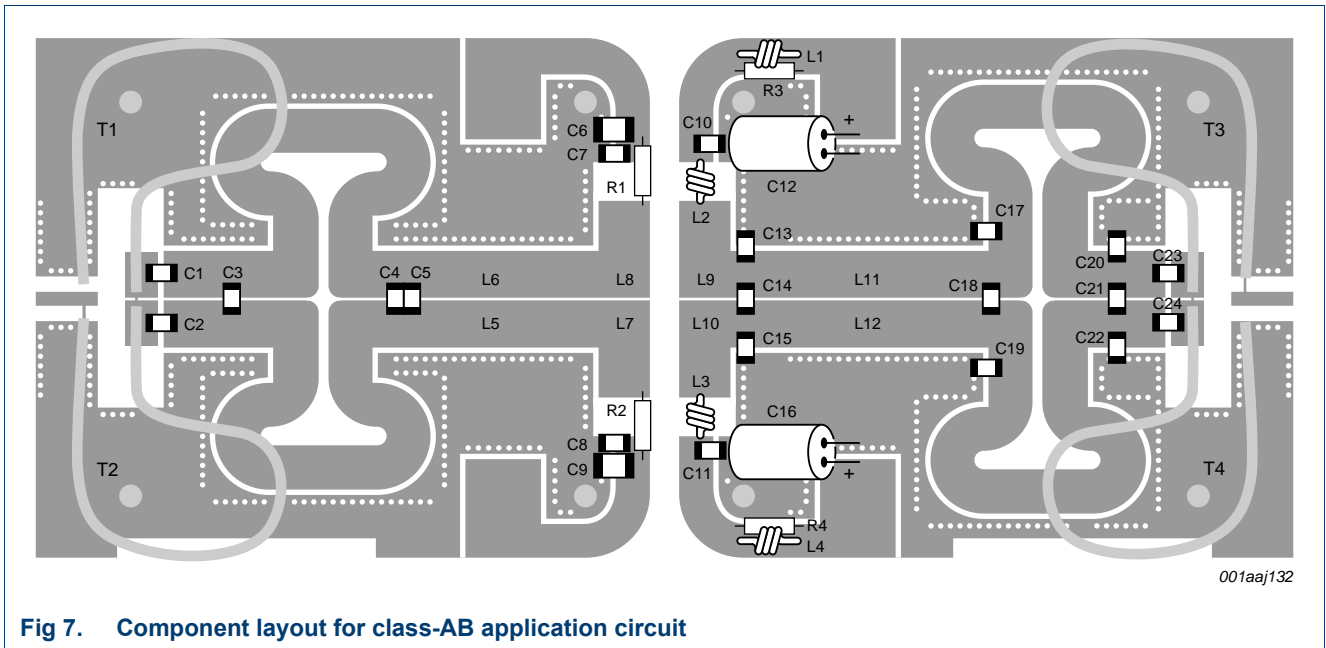 L1
R3
C10
+
T1
T3
C6
C7
R1
C12
L2
C17
C13
C20
C23
C1
C3
C4 C5
L6
L8
L9
L11
C14
C18
C21
C24
C2
L5
L7
L10
L12
C15
C22
C19
L3
R2
C16
C8
C9
C11
+
T2
T4
R4
L4
001aaj132
Fig 7. Component layout for class-AB application circuit